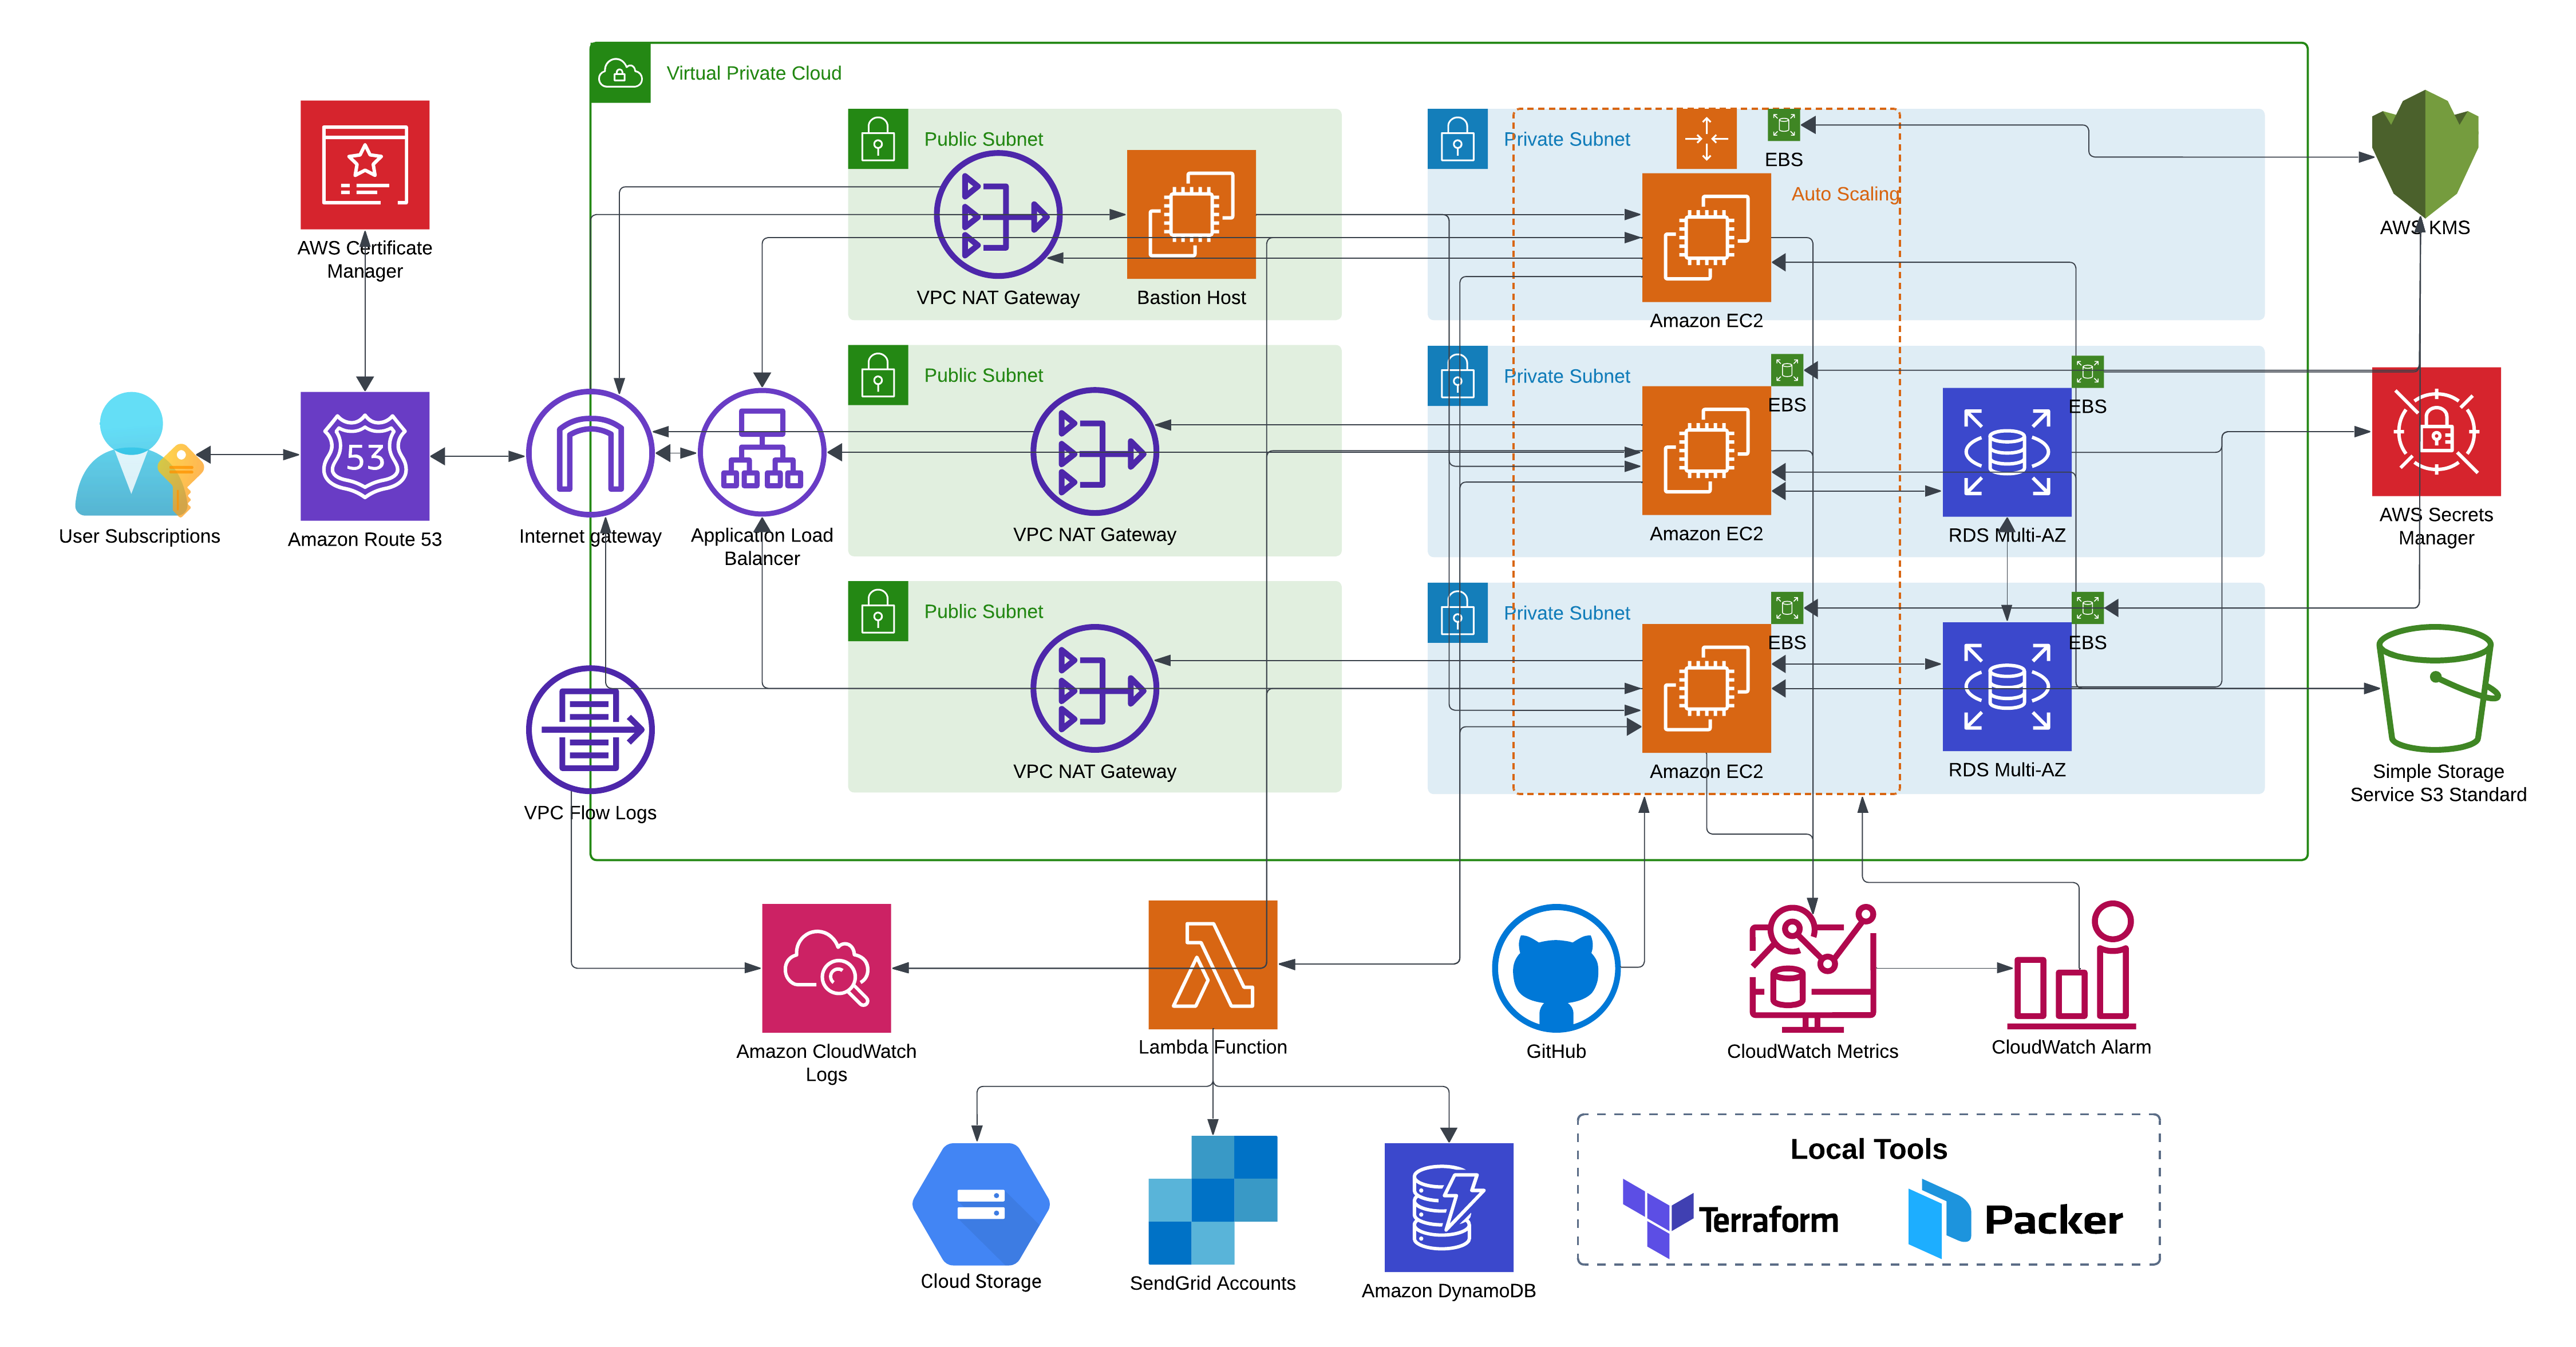 Virtual Private Cloud
Public Subnet
Private Subnet
EBS
Auto Scaling
AWS Certificate
Manager
VPC NAT Gateway
Bastion Host
Amazon EC2
AWS KMS
Public Subnet
Private Subnet
EBS
EBS
53
User Subscriptions
Amazon Route 53
Internet gateway
Application Load
Balancer
VPC NAT Gateway
Amazon EC2
RDS Multi-AZ
AWS Secrets
Manager
Public Subnet
Private Subnet
EBS
EBS
VPC Flow Logs
VPC NAT Gateway
Amazon EC2
RDS Multi-AZ
Simple Storage
Service S3 Standard
Amazon CloudWatch
Logs
Lambda Function
GitHub
CloudWatch Metrics
CloudWatch Alarm
Cloud Storage
SendGrid Accounts
Amazon DynamoDB
Local Tools
Terraform
Packer